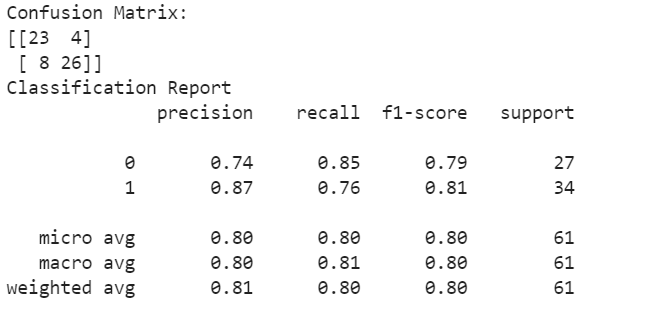 Confusion Matrix:
[[23  4]
 [ 8 26]]
Classification Report
              precision    recall  f1-score   support

           0       0.74      0.85      0.79        27
           1       0.87      0.76      0.81        34

   micro avg       0.80      0.80      0.80        61
   macro avg       0.80      0.81      0.80        61
weighted avg       0.81      0.80      0.80        61